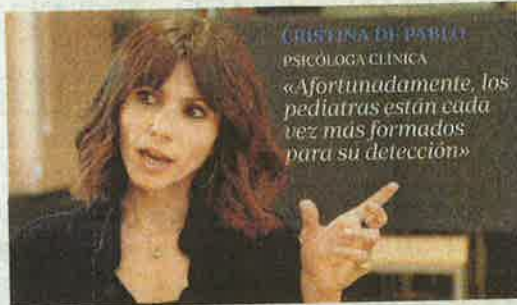 CRISTINA DE PABLO
PSICÓLOGA CLÍNICA
«Afortunadamente, los
pediatras están cada
vez más formados
para su detección»